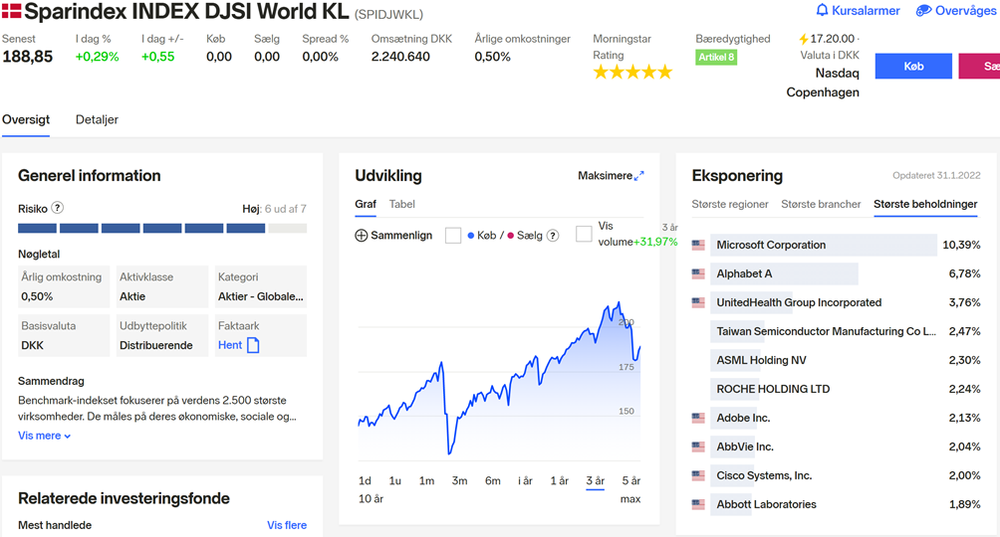 Sparindex INDEX DJSI World KL (SPIDJWKL)
Kursalarmer
Overvåges
Senest
188,85
I dag %
+0,29%
I dag +/-
+0,55
Køb
0,00
Sælg
0,00
Spread %
0,00%
Omsætning DKK
2.240.640
Årlige omkostninger
0,50%
Morningstar
Rating
Bæredygtighed
Artikel 8
17.20.00 ·
Valuta i DKK
Nasdaq
Copenhagen
Køb
Sæ
Oversigt
Detaljer
Generel information
Risiko ?
Høj: 6 ud af 7
Nøgletal
Årlig omkostning
0,50%
Aktivklasse
Aktie
Kategori
Aktier - Globale...
Basisvaluta
DKK
Udbyttepolitik
Distribuerende
Faktaark
Hent
Sammendrag
Benchmark-indekset fokuserer på verdens 2.500 største
virksomheder. De måles på deres økonomiske, sociale og...
Vis mere
Relaterede investeringsfonde
Mest handlede
Vis flere
Udvikling
Maksimere
Graf
Tabel
Sammenlign
Køb / Sælg ?
Vis
volume
3 år
+31,97%
200
175
150
1d
1u
1m
3m
6m
i år
1 år
3 år
5 år
10 år
max
Eksponering
Opdateret 31.1.2022
Største regioner
Største brancher
Største beholdninger
Microsoft Corporation 10,39%
Alphabet A 6,78%
UnitedHealth Group Incorporated 3,76%
Taiwan Semiconductor Manufacturing Co L... 2,47%
ASML Holding NV 2,30%
ROCHE HOLDING LTD 2,24%
Adobe Inc. 2,13%
AbbVie Inc. 2,04%
Cisco Systems, Inc. 2,00%
Abbott Laboratories 1,89%